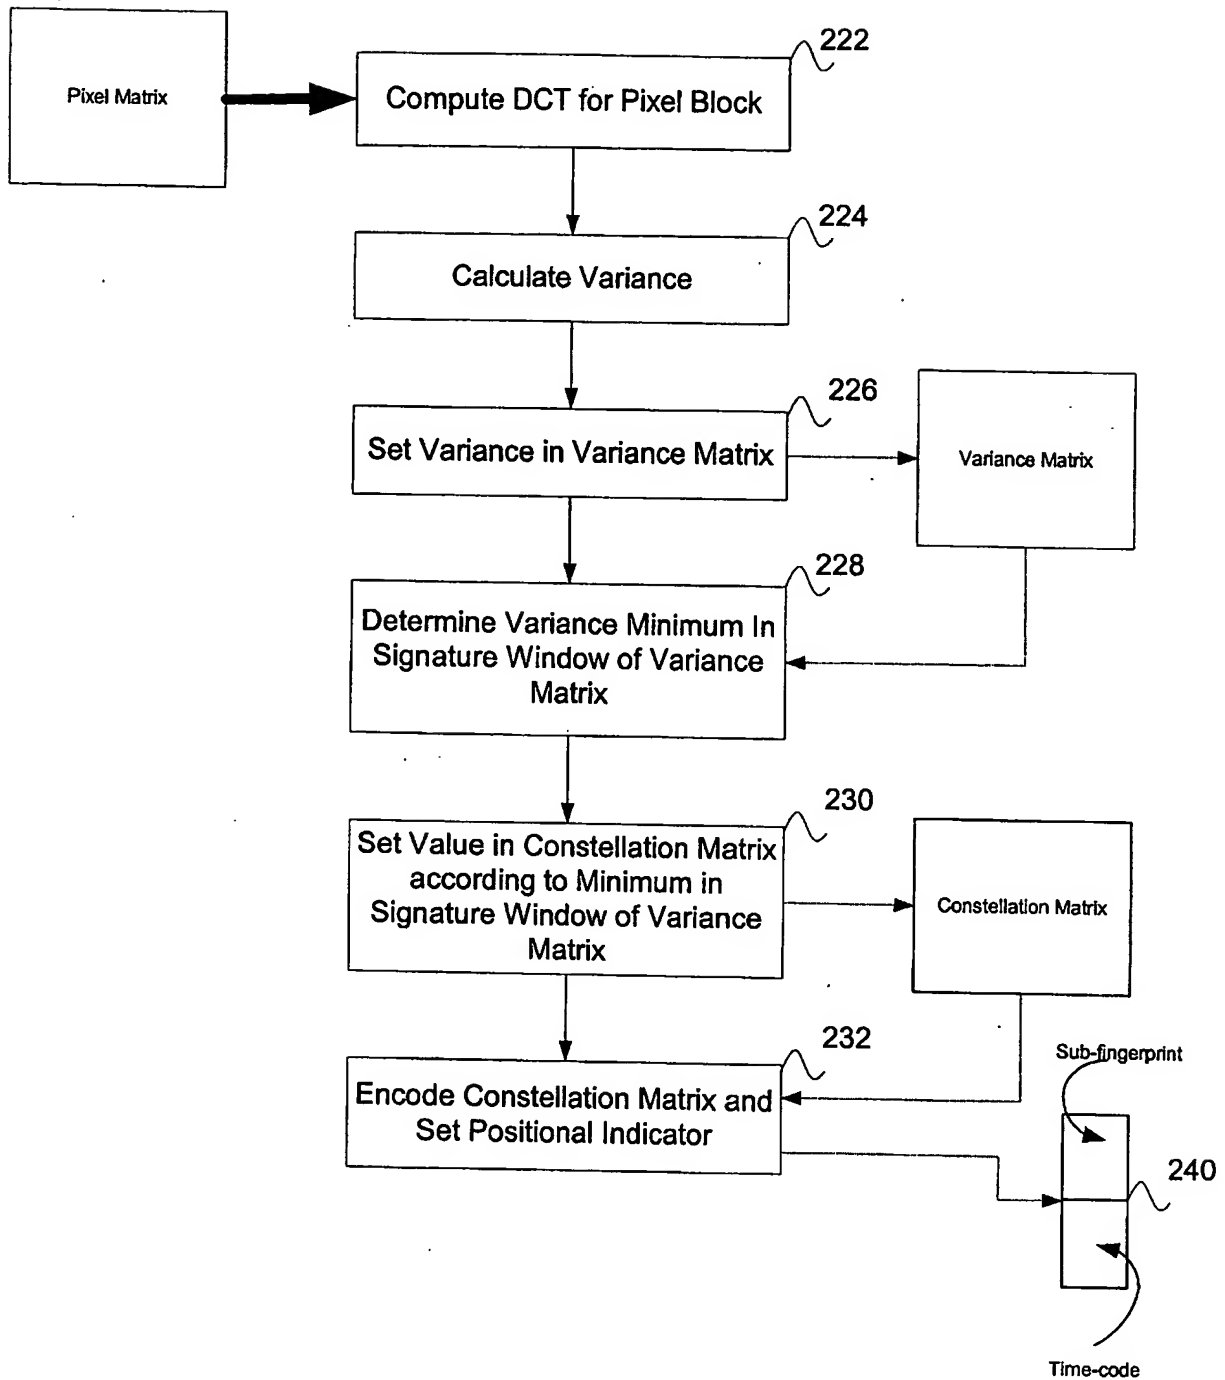 222
Pixel Matrix
Compute DCT for Pixel Block
224
Calculate Variance
226
Set Variance in Variance Matrix
Variance Matrix
228
Determine Variance Minimum In
Signature Window of Variance
Matrix
230
Set Value in Constellation Matrix
according to Minimum in
Signature Window of Variance
Matrix
Constellation Matrix
232
Encode Constellation Matrix and
Set Positional Indicator
Sub-fingerprint
240
Time-code